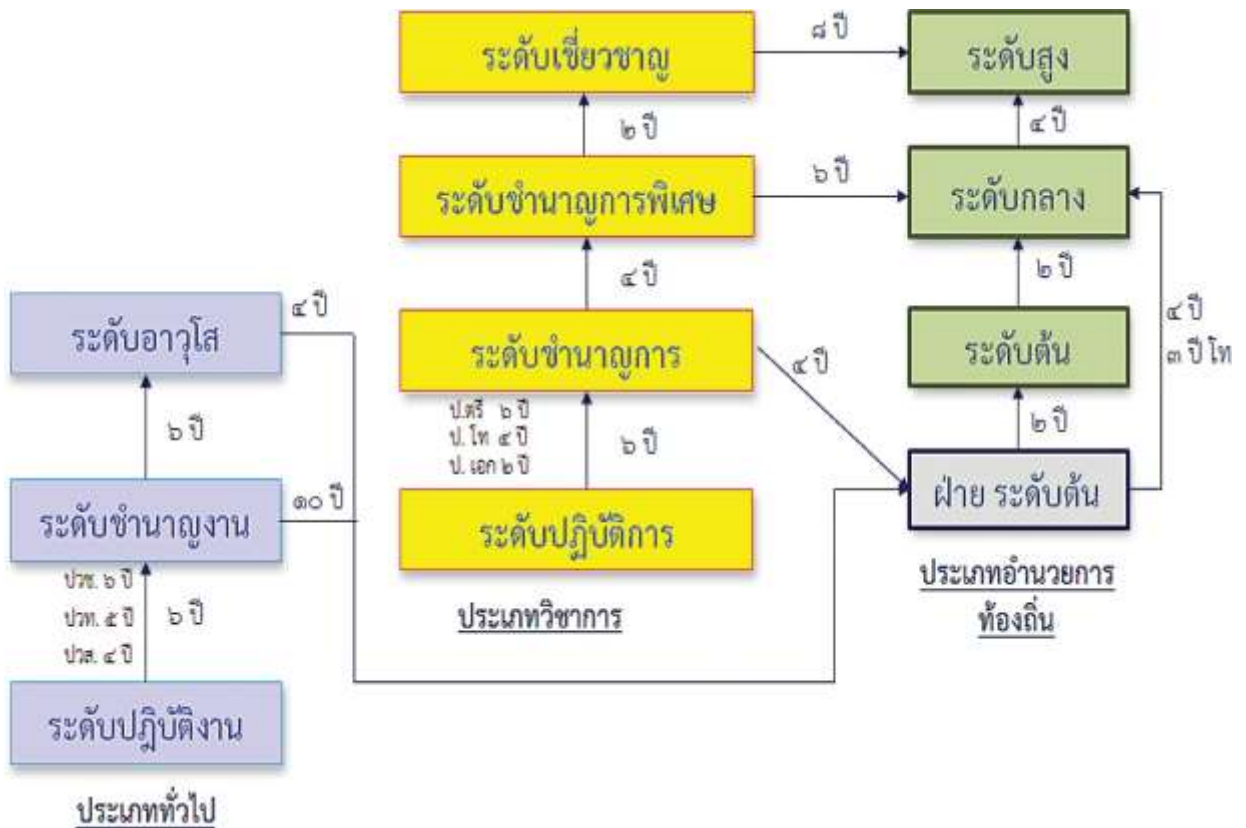 ระดับเชี่ยวชาญ
๘ ปี
ระดับสูง
๒ ปี
๔ ปี
ระดับชำนาญการพิเศษ
๖ ปี
ระดับกลาง
๔ ปี
๒ ปี
ระดับอาวุโส
๔ ปี
ระดับชำนาญการ
๔ ปี
ระดับต้น
๔ ปี
๓ ปี โท
๖ ปี
ป.ตรี ๖ ปี
ป. โท ๔ ปี
ป. เอก ๒ ปี
๖ ปี
๒ ปี
ระดับชำนาญงาน
๑๐ ปี
ระดับปฏิบัติการ
ฝ่าย ระดับต้น
ปวช. ๖ ปี
ปวท. ๕ ปี
ปวส. ๔ ปี
๖ ปี
ประเภทวิชาการ
ประเภทอำนวยการ
ท้องถิ่น
ระดับปฏิบัติงาน
ประเภททั่วไป